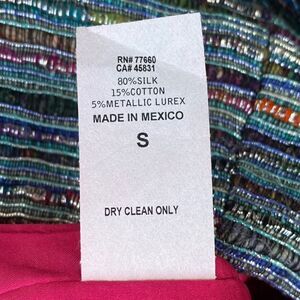 RN# 77660
CA# 45831
80%SILK
15%COTTON
5%METALLIC LUREX
MADE IN MEXICO
S
DRY CLEAN ONLY